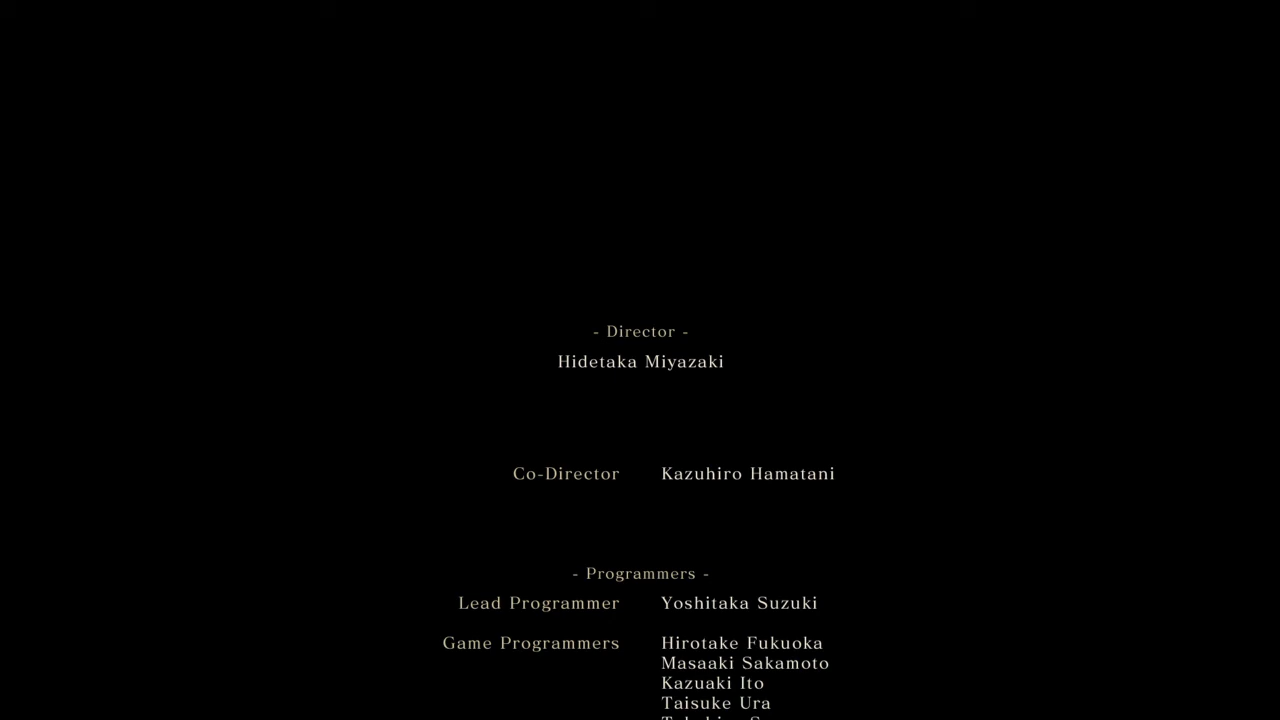 - Director -
Hidetaka Miyazaki
Co-Director Kazuhiro Hamatani
- Programmers -
Lead Programmer Yoshitaka Suzuki
Game Programmers Hirotake Fukuoka
Masaaki Sakamoto
Kazuaki Ito
Taisuke Ura